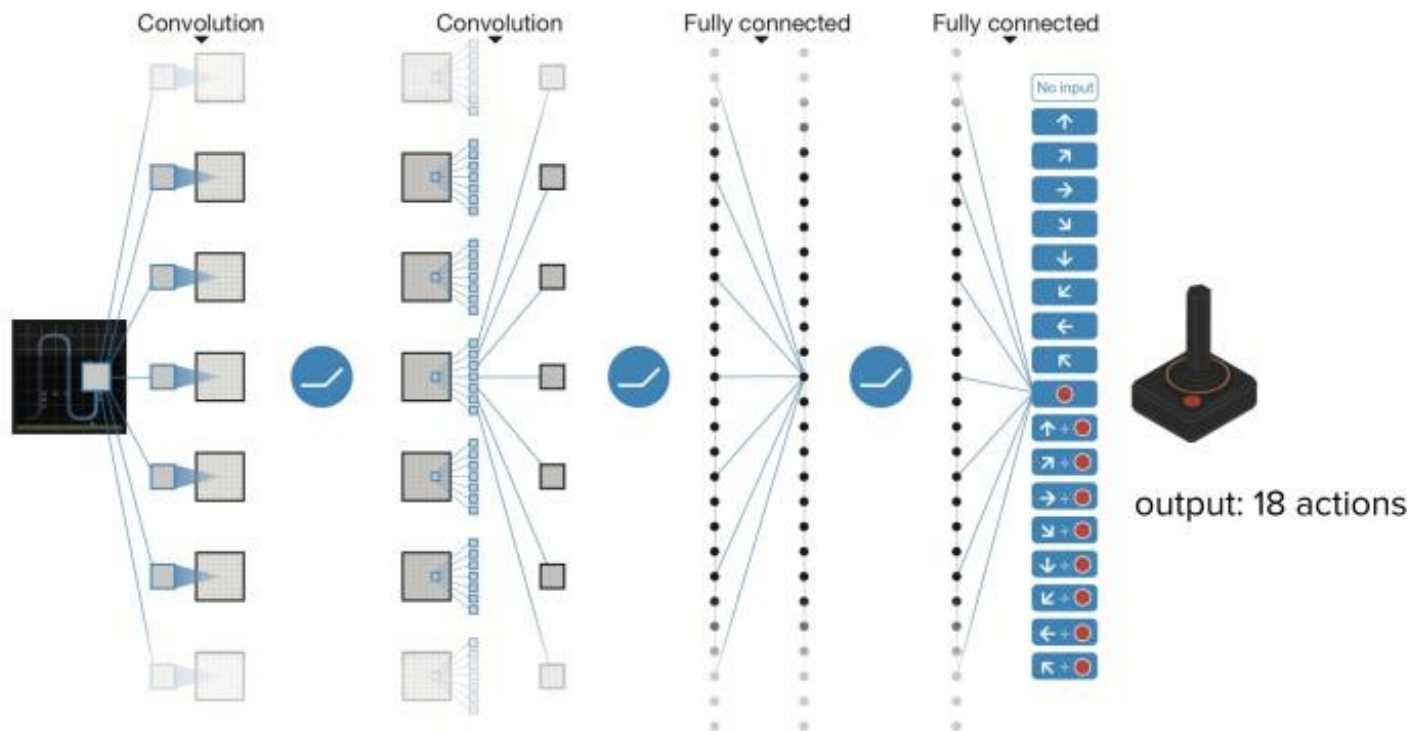 Convolution
Convolution
Fully connected
Fully connected
No input
↑
↗
→
↘
↓
↙
←
↖
↑ +
↗ +
→ +
↘ +
↓ +
↙ +
← +
↖ +
output: 18 actions